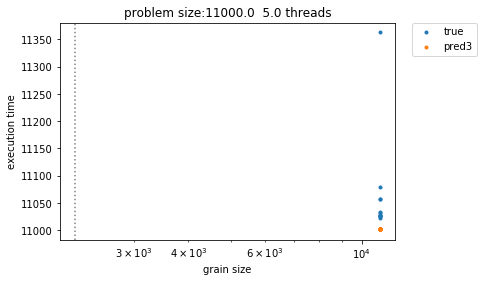 problem size:11000.0  5.0 threads
true
pred3
execution time
11350
11300
11250
11200
11150
11100
11050
11000
3 × 10³
4 × 10³
6 × 10³
10⁴
grain size